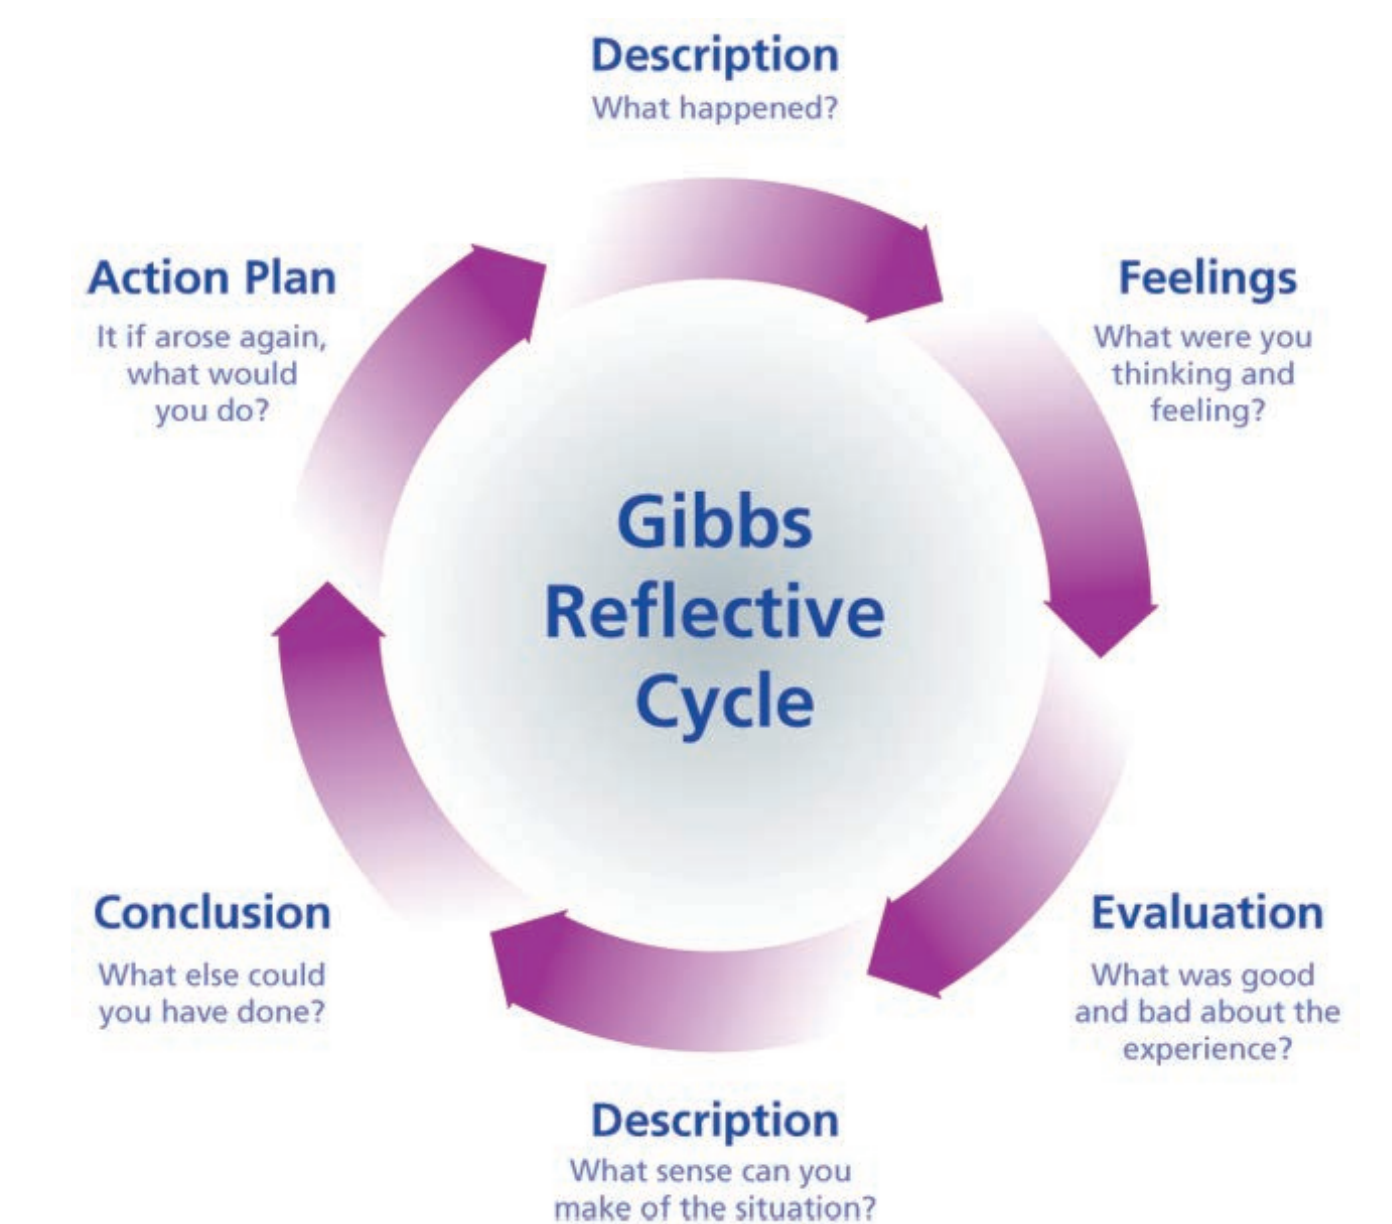 Description
What happened?
Feelings
What were you
thinking and
feeling?
Evaluation
What was good
and bad about the
experience?
Description
What sense can you
make of the situation?
Conclusion
What else could
you have done?
Action Plan
It if arose again,
what would
you do?
Gibbs
Reflective
Cycle